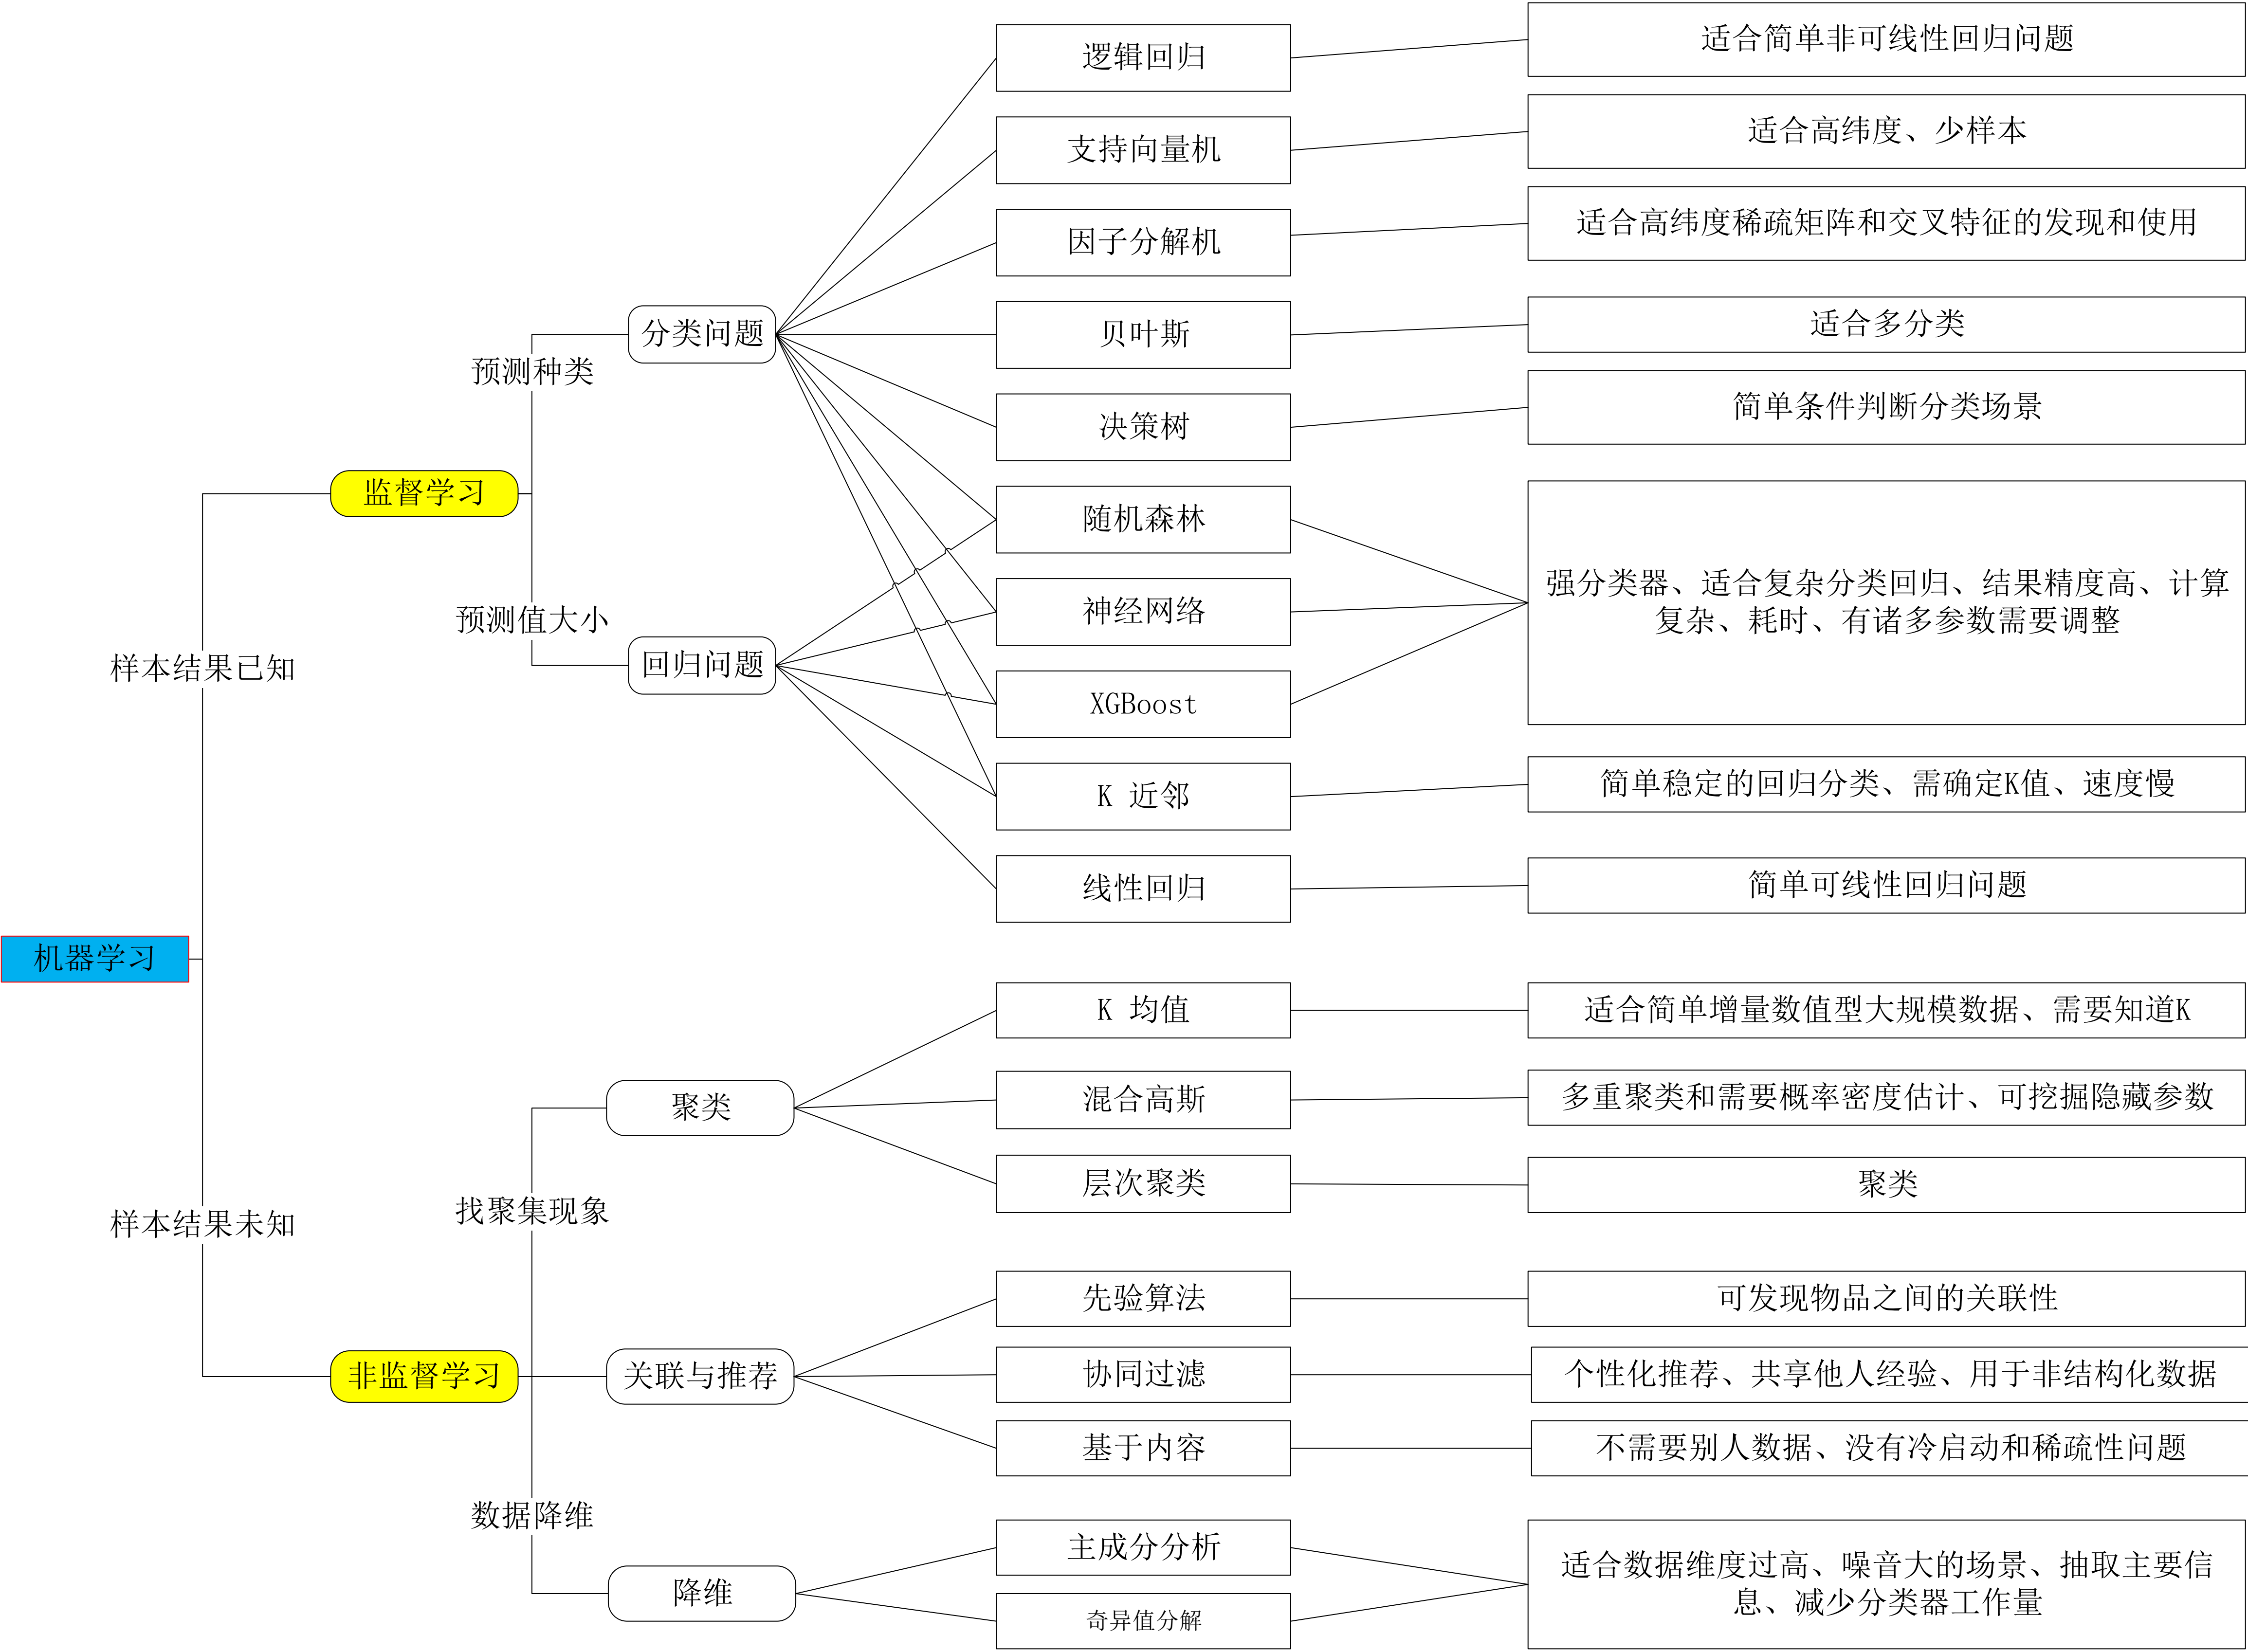 逻辑回归
适合简单非可线性回归问题
支持向量机
适合高纬度、少样本
因子分解机
适合高纬度稀疏矩阵和交叉特征的发现和使用
分类问题
贝叶斯
适合多分类
预测种类
决策树
简单条件判断分类场景
监督学习
随机森林
神经网络
XGBoost
强分类器、适合复杂分类回归、结果精度高、计算
复杂、耗时、有诸多参数需要调整
预测值大小
回归问题
样本结果已知
K 近邻
简单稳定的回归分类、需确定K值、速度慢
线性回归
简单可线性回归问题
机器学习
K 均值
适合简单增量数值型大规模数据、需要知道K
聚类
混合高斯
多重聚类和需要概率密度估计、可挖掘隐藏参数
层次聚类
聚类
找聚集现象
样本结果未知
先验算法
可发现物品之间的关联性
非监督学习
关联与推荐
协同过滤
个性化推荐、共享他人经验、用于非结构化数据
基于内容
不需要别人数据、没有冷启动和稀疏性问题
数据降维
主成分分析
降维
奇异值分解
适合数据维度过高、噪音大的场景、抽取主要信
息、减少分类器工作量